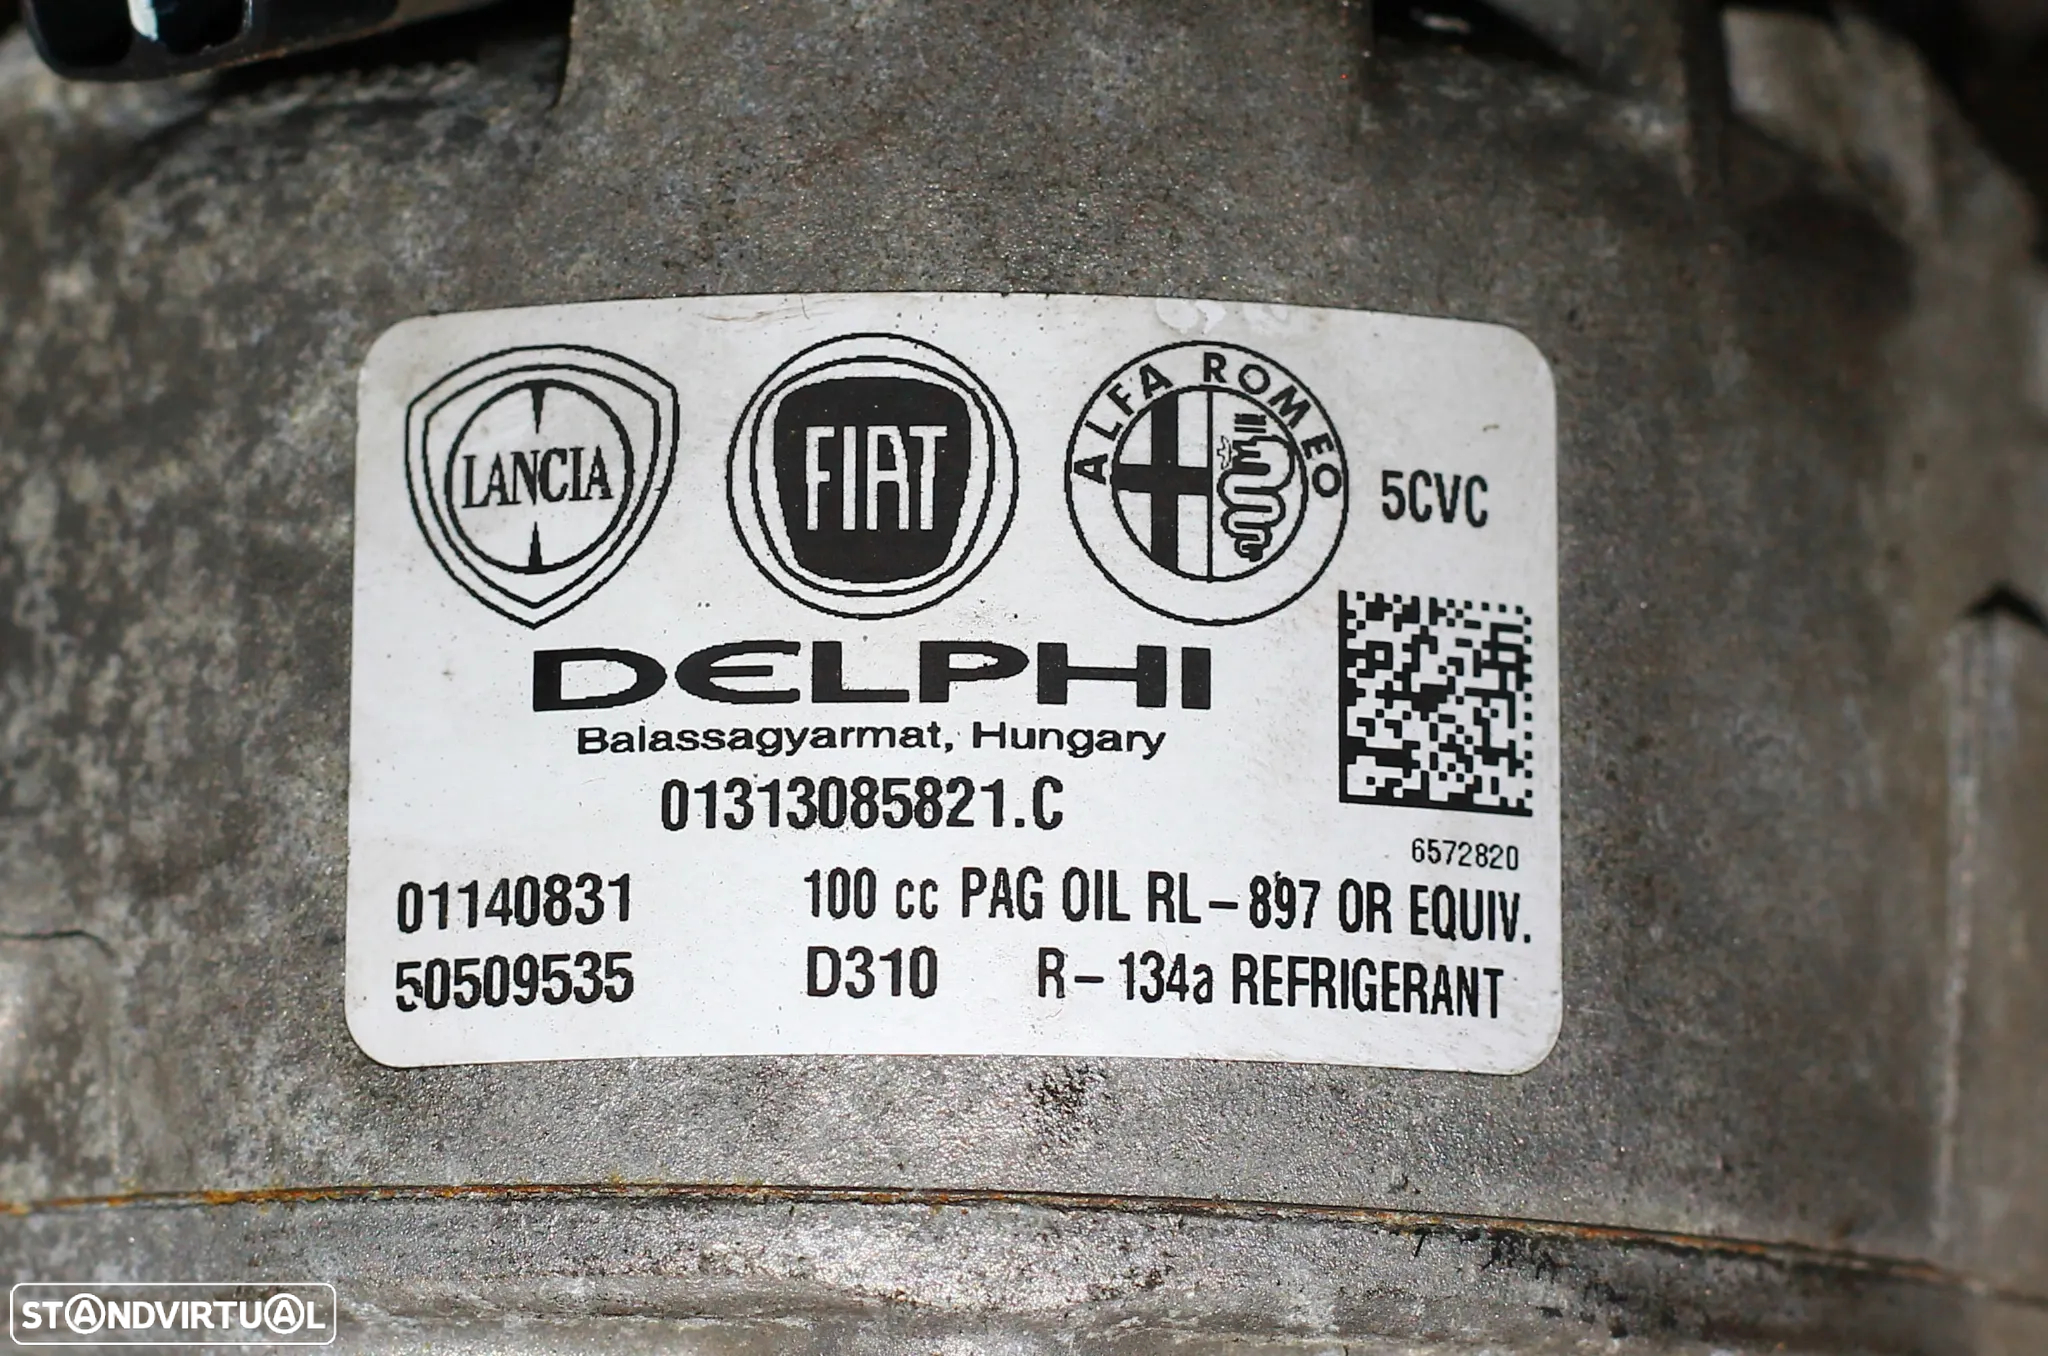 LANCIA
FIAT
ALFA ROMEO
5CVC
DELPHI
Balassagyarmat, Hungary
01313085821.C
6572820
01140831 100 cc PAG OIL RL-897 OR EQUIV.
50509535 D310 R-134a REFRIGERANT
STANDVIRTUAL